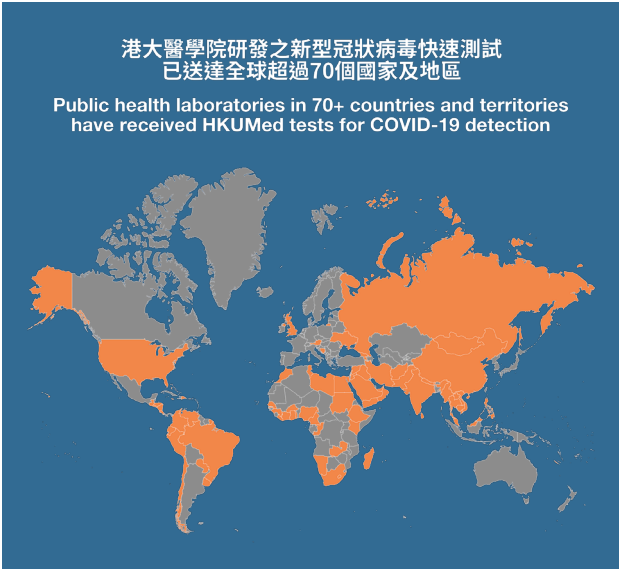 港大醫學院研發之新型冠狀病毒快速測試
已送達全球超過70個國家及地區
Public health laboratories in 70+ countries and territories
have received HKUMed tests for COVID-19 detection